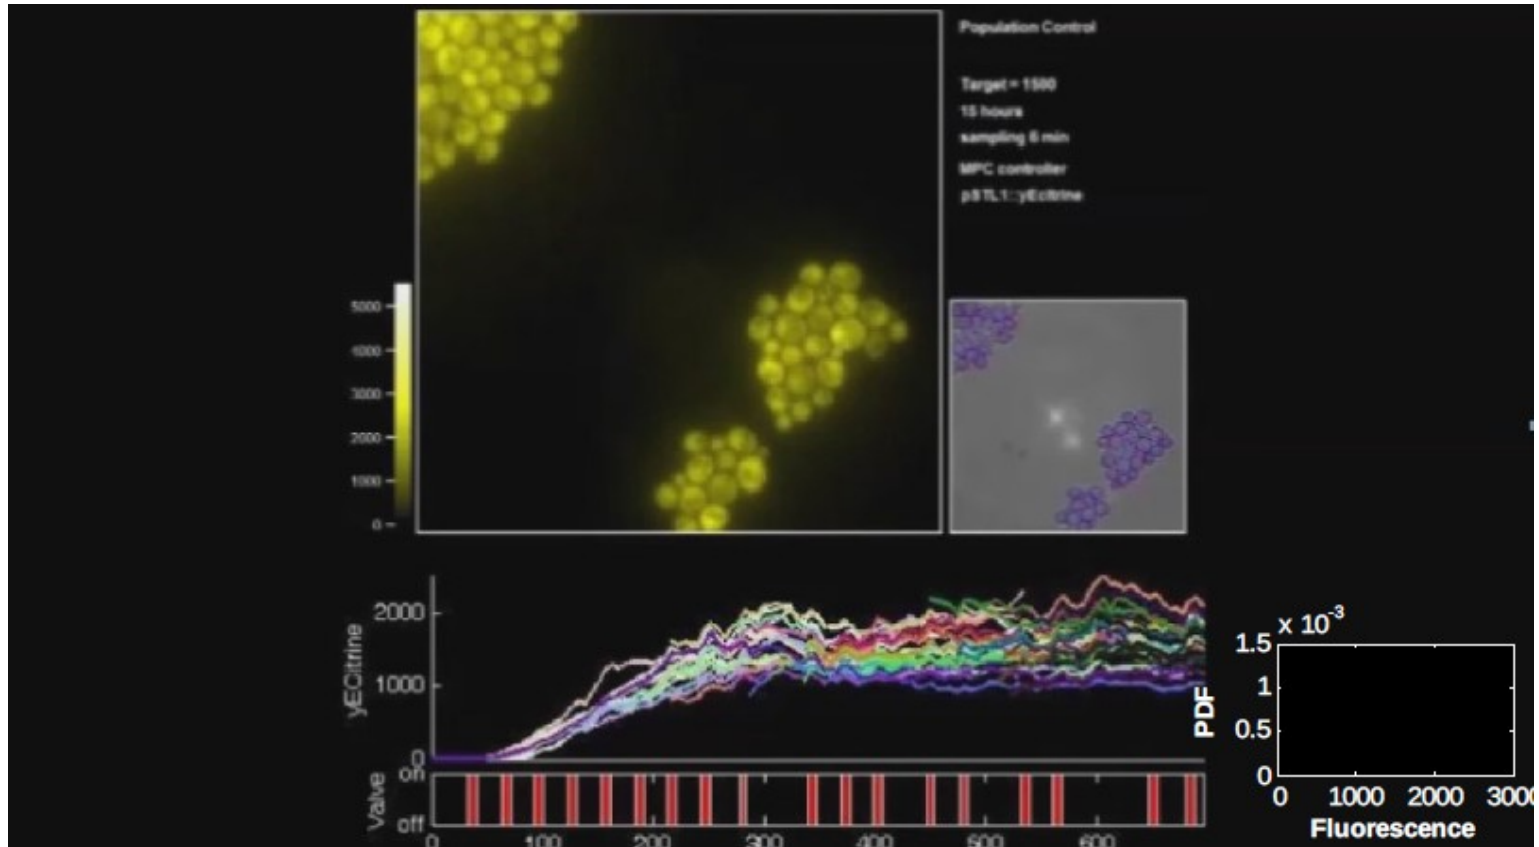 Population Control
Target = 1500
15 hours
sampling 6 min
MPC controller
pSTL1::yEcitrine
5000
4000
3000
2000
1000
0
yECitrine
2000
1000
0
Valve
on
off
0 100 200 300 400 500 600
x 10-3
PDF
1.5
1
0.5
0
0 1000 2000 3000
Fluorescence